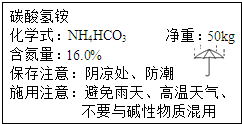 碳酸氢铵
化学式：NH₄HCO₃ 净重：50kg
含氮量：16.0%
保存注意：阴凉处、防潮
施用注意：避免雨天、高温天气、
不要与碱性物质混用